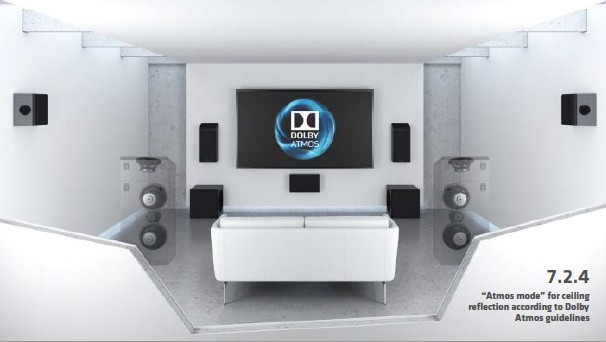 DOLBY
ATMOS
7.2.4
“Atmos mode” for ceiling
reflection according to Dolby
Atmos guidelines